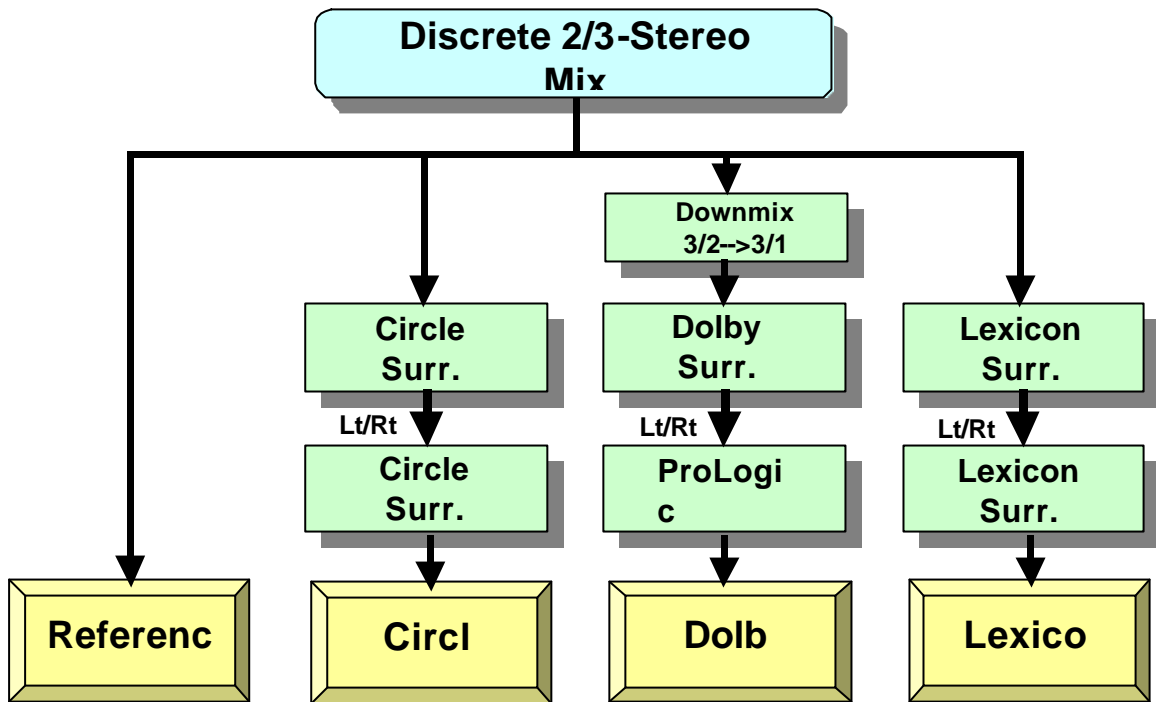 Discrete 2/3-Stereo
Mix
Downmix
3/2-->3/1
Circle
Surr.
Dolby
Surr.
Lexicon
Surr.
Lt/Rt
Lt/Rt
Lt/Rt
Circle
Surr.
ProLogi
c
Lexicon
Surr.
Referenc
Circl
Dolb
Lexico